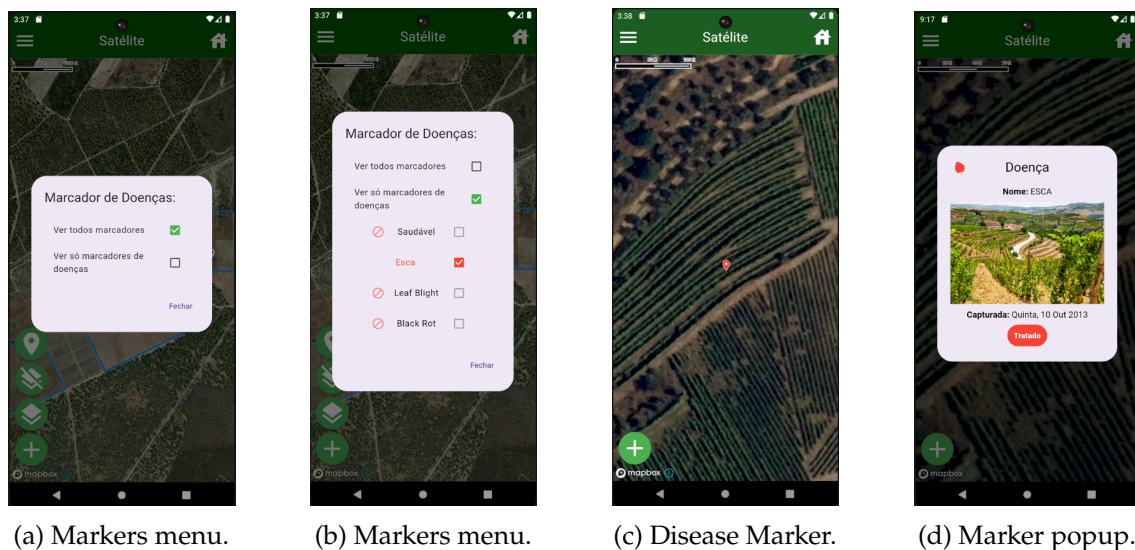 3:37
Satélite
Marcador de Doenças:
Ver todos marcadores
Ver só marcadores de
doenças
Fechar
mapbox
(a) Markers menu.
3:37
Satélite
Marcador de Doenças:
Ver todos marcadores
Ver só marcadores de
doenças
Saudável
Esca
Leaf Blight
Black Rot
Fechar
mapbox
(b) Markers menu.
3:38
Satélite
mapbox
(c) Disease Marker.
9:17
Satélite
Doença
Nome: ESCA
Capturada: Quinta, 10 Out 2013
Tratado
mapbox
(d) Marker popup.